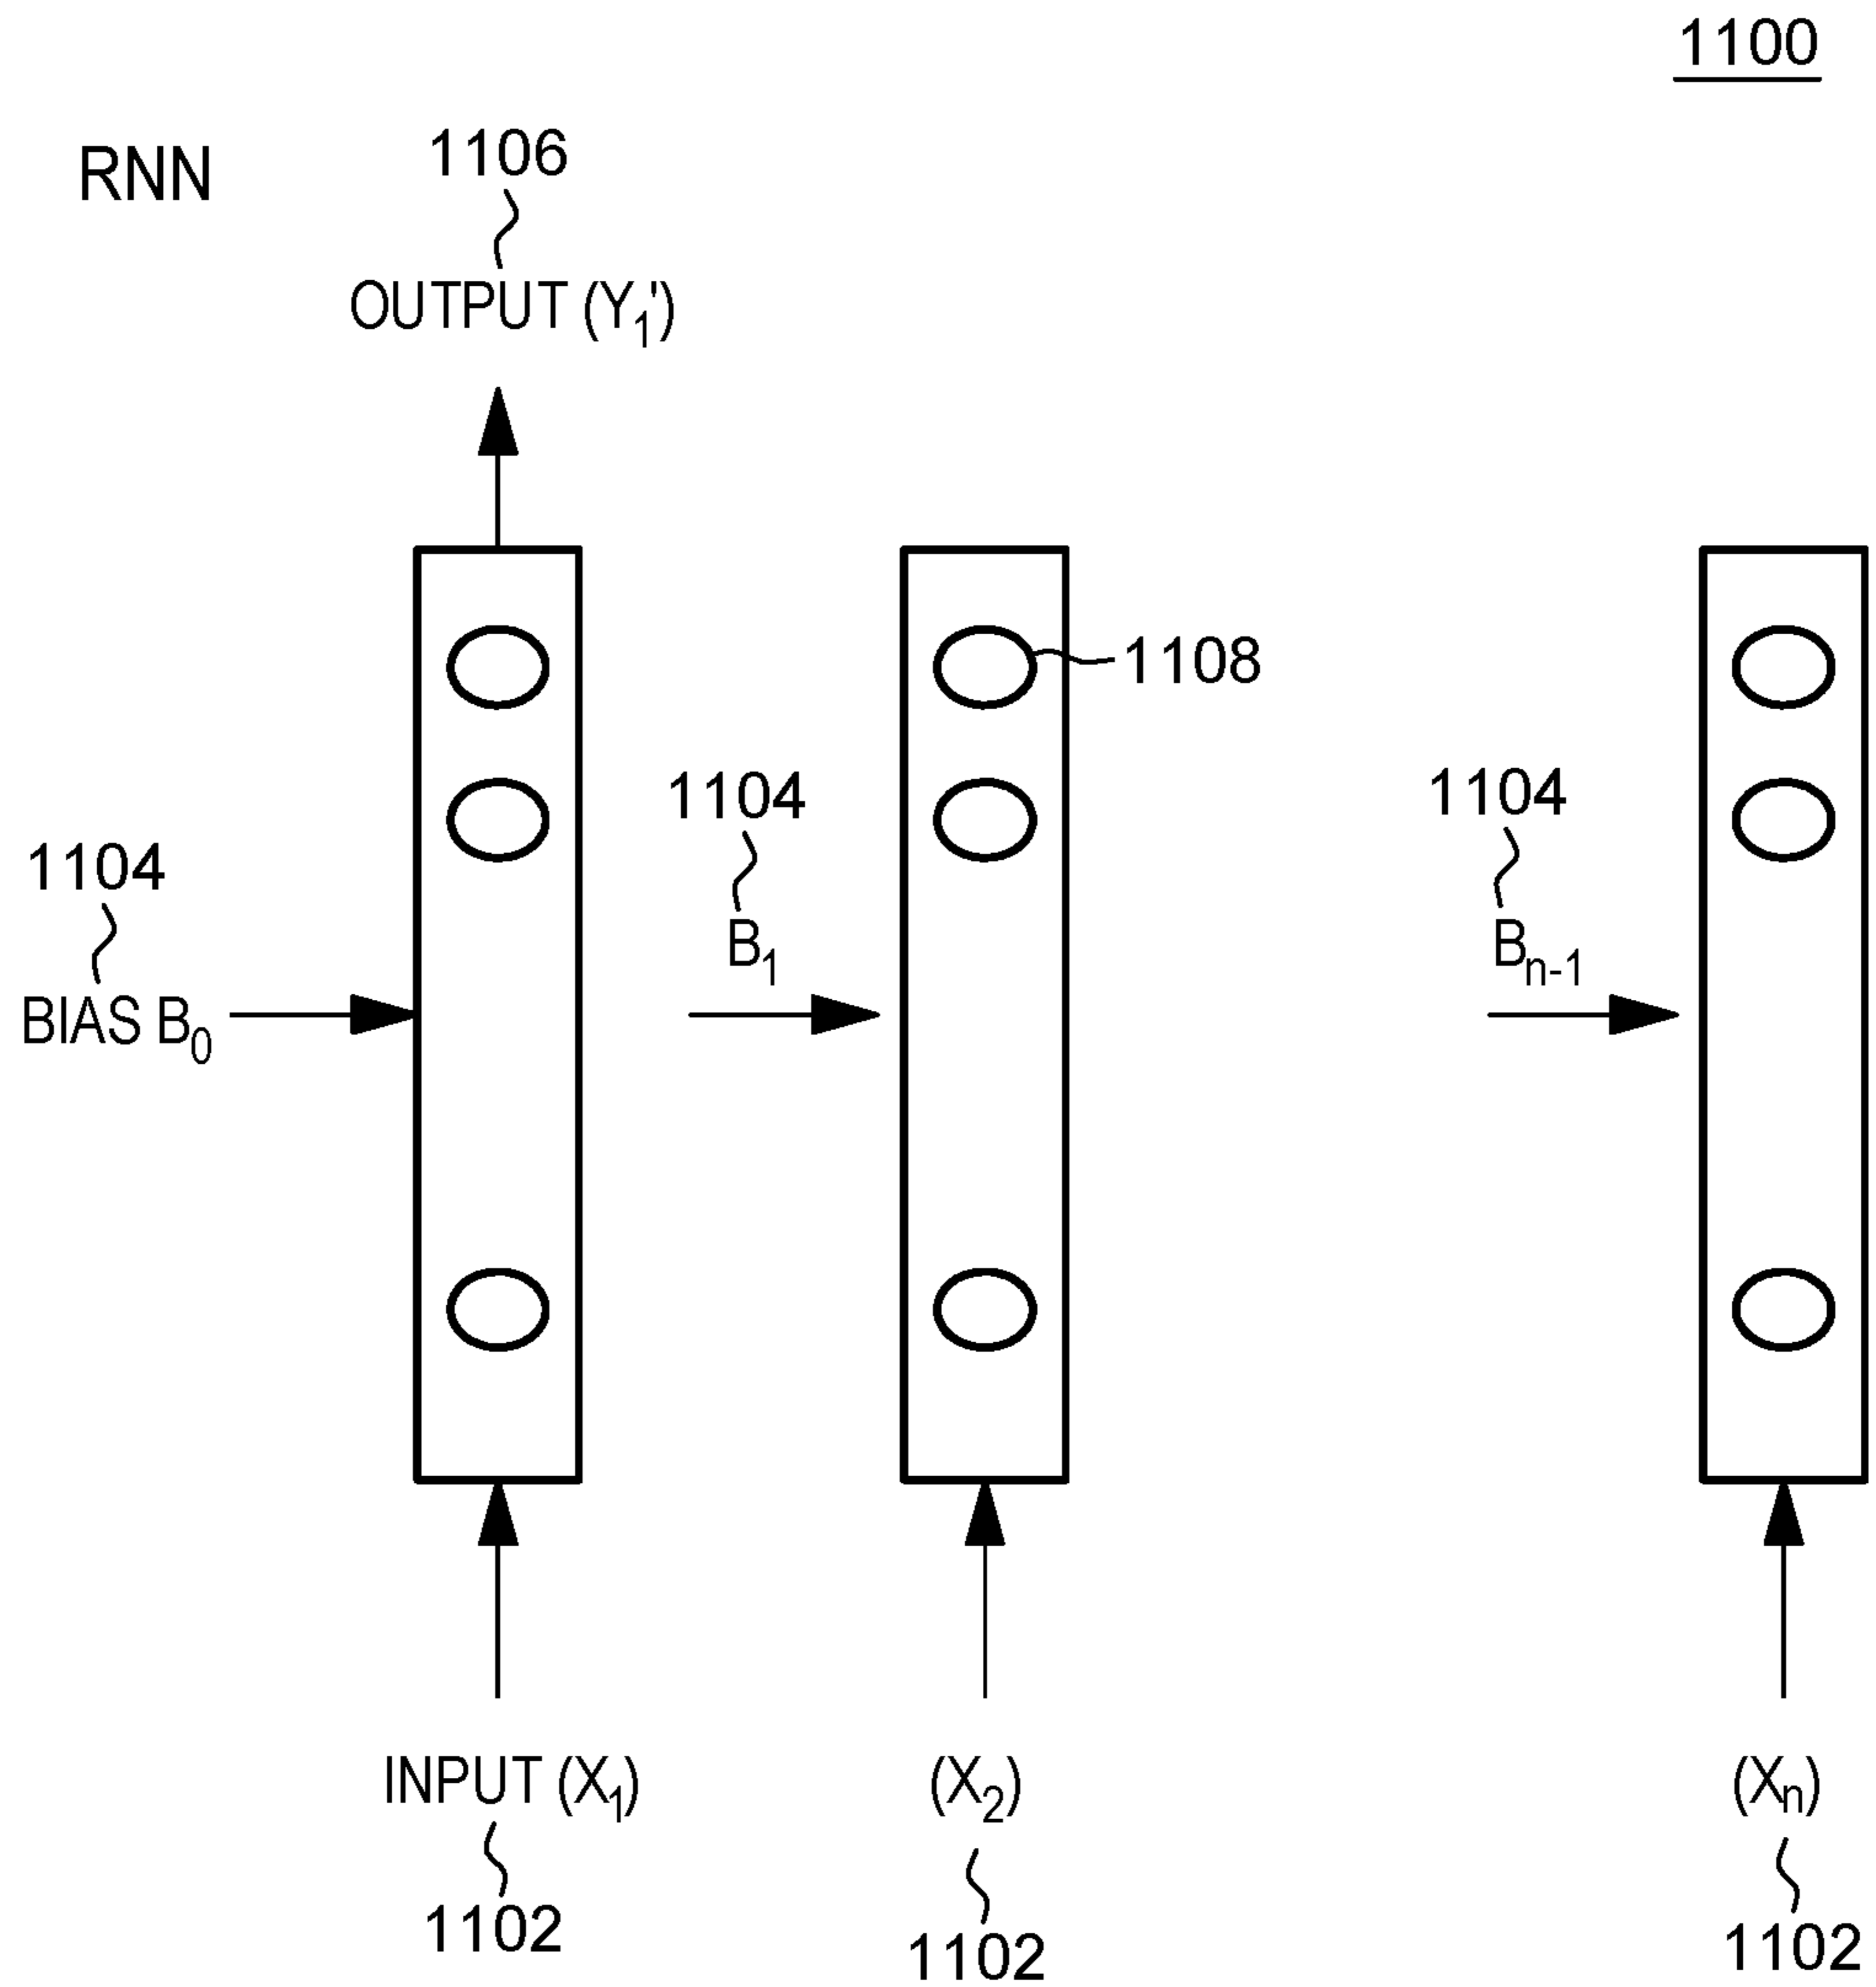 1100
RNN
1106
OUTPUT (Y₁')
1108
1104
1104
1104
B₁
Bₙ₋₁
BIAS B₀
INPUT (X₁)
(X₂)
(Xₙ)
1102
1102
1102